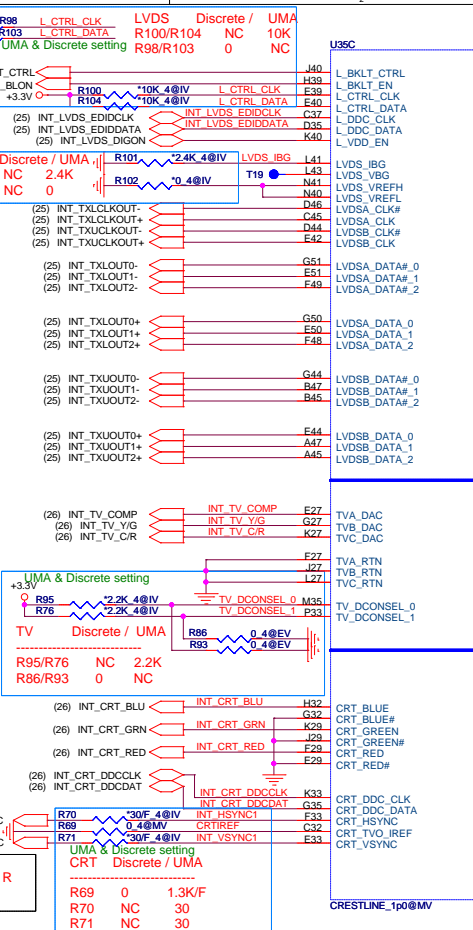 R98 L_CTRL_CLK
R103 L_CTRL_DATA
UMA & Discrete setting
LVDS Discrete / UMA
R100/R104 NC 10K
R98/R103 0 NC
U35C
T_CTRL
_BLON
+3.3V
R100 *10K_4@IV L_CTRL_CLK
R104 *10K_4@IV L_CTRL_DATA
(25) INT_LVDS_EDIDCLK INT_LVDS_EDIDCLK
(25) INT_LVDS_EDIDDATA INT_LVDS_EDIDDATA
(25) INT_LVDS_DIGON
J40 L_BKLT_CTRL
H39 L_BKLT_EN
E39 L_CTRL_CLK
E40 L_CTRL_DATA
C37 L_DDC_CLK
D35 L_DDC_DATA
K40 L_VDD_EN
Discrete / UMA
NC 2.4K
NC 0
R101 *2.4K_4@IV LVDS_IBG
R102 *0_4@IV
T19
L41 LVDS_IBG
L43 LVDS_VBG
N41 LVDS_VREFH
N40 LVDS_VREFL
(25) INT_TXLCLKOUT- D46 LVDSA_CLK#
(25) INT_TXLCLKOUT+ C45 LVDSA_CLK
(25) INT_TXUCLKOUT- D44 LVDSB_CLK#
(25) INT_TXUCLKOUT+ E42 LVDSB_CLK
(25) INT_TXLOUT0- G51 LVDSA_DATA#_0
(25) INT_TXLOUT1- E51 LVDSA_DATA#_1
(25) INT_TXLOUT2- F49 LVDSA_DATA#_2
(25) INT_TXLOUT0+ G50 LVDSA_DATA_0
(25) INT_TXLOUT1+ E50 LVDSA_DATA_1
(25) INT_TXLOUT2+ F48 LVDSA_DATA_2
(25) INT_TXUOUT0- G44 LVDSB_DATA#_0
(25) INT_TXUOUT1- B47 LVDSB_DATA#_1
(25) INT_TXUOUT2- B45 LVDSB_DATA#_2
(25) INT_TXUOUT0+ E44 LVDSB_DATA_0
(25) INT_TXUOUT1+ A47 LVDSB_DATA_1
(25) INT_TXUOUT2+ A45 LVDSB_DATA_2
(26) INT_TV_COMP INT_TV_COMP E27 TVA_DAC
(26) INT_TV_Y/G INT_TV_Y/G G27 TVB_DAC
(26) INT_TV_C/R INT_TV_C/R K27 TVC_DAC
F27 TVA_RTN
J27 TVB_RTN
L27 TVC_RTN
UMA & Discrete setting
+3.3V
R95 *2.2K_4@IV TV_DCONSEL_0 M35 TV_DCONSEL_0
R76 *2.2K_4@IV TV_DCONSEL_1 P33 TV_DCONSEL_1
TV Discrete / UMA
R86 0_4@EV
R93 0_4@EV
------------------------
R95/R76 NC 2.2K
R86/R93 0 NC
(26) INT_CRT_BLU INT_CRT_BLU H32 CRT_BLUE
G32 CRT_BLUE#
(26) INT_CRT_GRN INT_CRT_GRN K29 CRT_GREEN
J29 CRT_GREEN#
(26) INT_CRT_RED INT_CRT_RED F29 CRT_RED
E29 CRT_RED#
(26) INT_CRT_DDCCLK
(26) INT_CRT_DDCDAT
INT_CRT_DDCCLK K33 CRT_DDC_CLK
INT_CRT_DDCDAT G35 CRT_DDC_DATA
R70 *30/F_4@IV INT_HSYNC1 F33 CRT_HSYNC
R69 0_4@MV CRTIREF C32 CRT_TVO_IREF
R71 *30/F_4@IV INT_VSYNC1 E33 CRT_VSYNC
UMA & Discrete setting
CRT Discrete / UMA
------------------------
R69 0 1.3K/F
R70 NC 30
R71 NC 30
R
CRESTLINE_1p0@MV